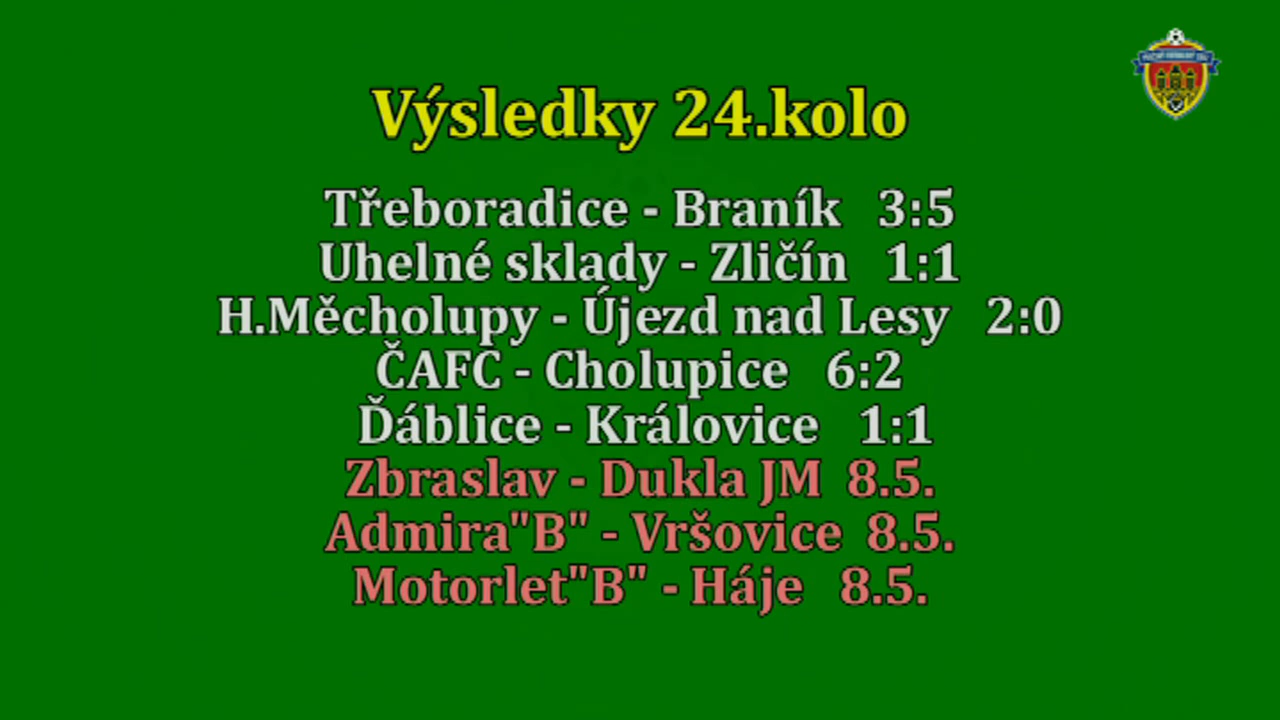 Výsledky 24.kolo
Třeboradice - Braník 3:5
Uhelné sklady - Zličín 1:1
H.Měcholupy - Újezd nad Lesy 2:0
ČAFC - Cholupice 6:2
Ďáblice - Královice 1:1
Zbraslav - Dukla JM 8.5.
Admira"B" - Vršovice 8.5.
Motorlet"B" - Háje 8.5.